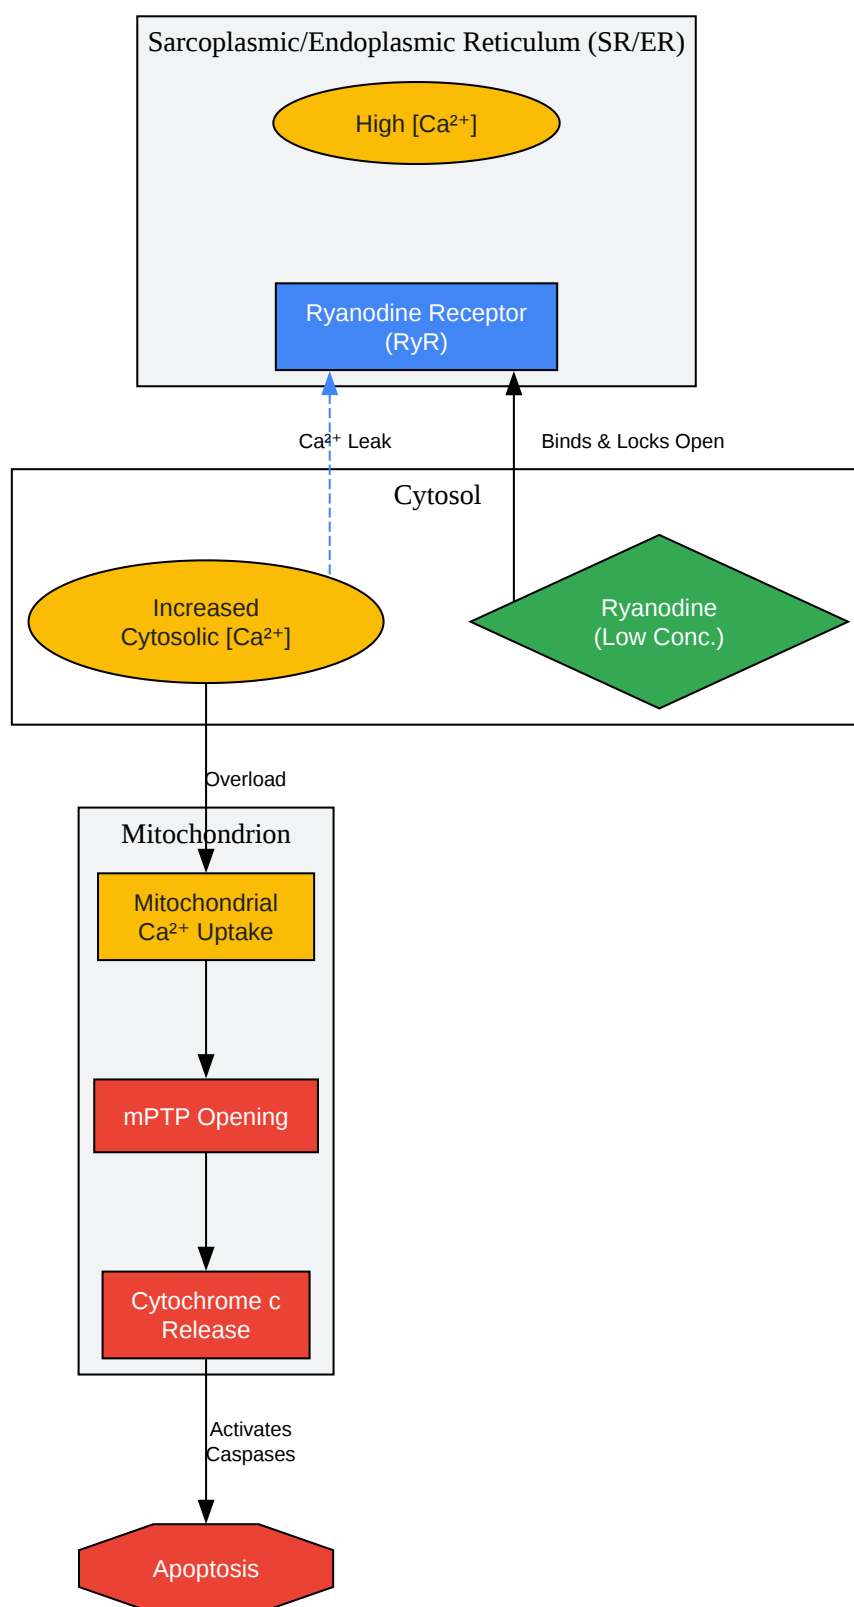 Sarcoplasmic/Endoplasmic Reticulum (SR/ER)
High [Ca²⁺]
Ryanodine Receptor
(RyR)
Ca²⁺ Leak
Binds & Locks Open
Cytosol
Increased
Cytosolic [Ca²⁺]
Ryanodine
(Low Conc.)
Overload
Mitochondrion
Mitochondrial
Ca²⁺ Uptake
mPTP Opening
Cytochrome c
Release
Activates
Caspases
Apoptosis